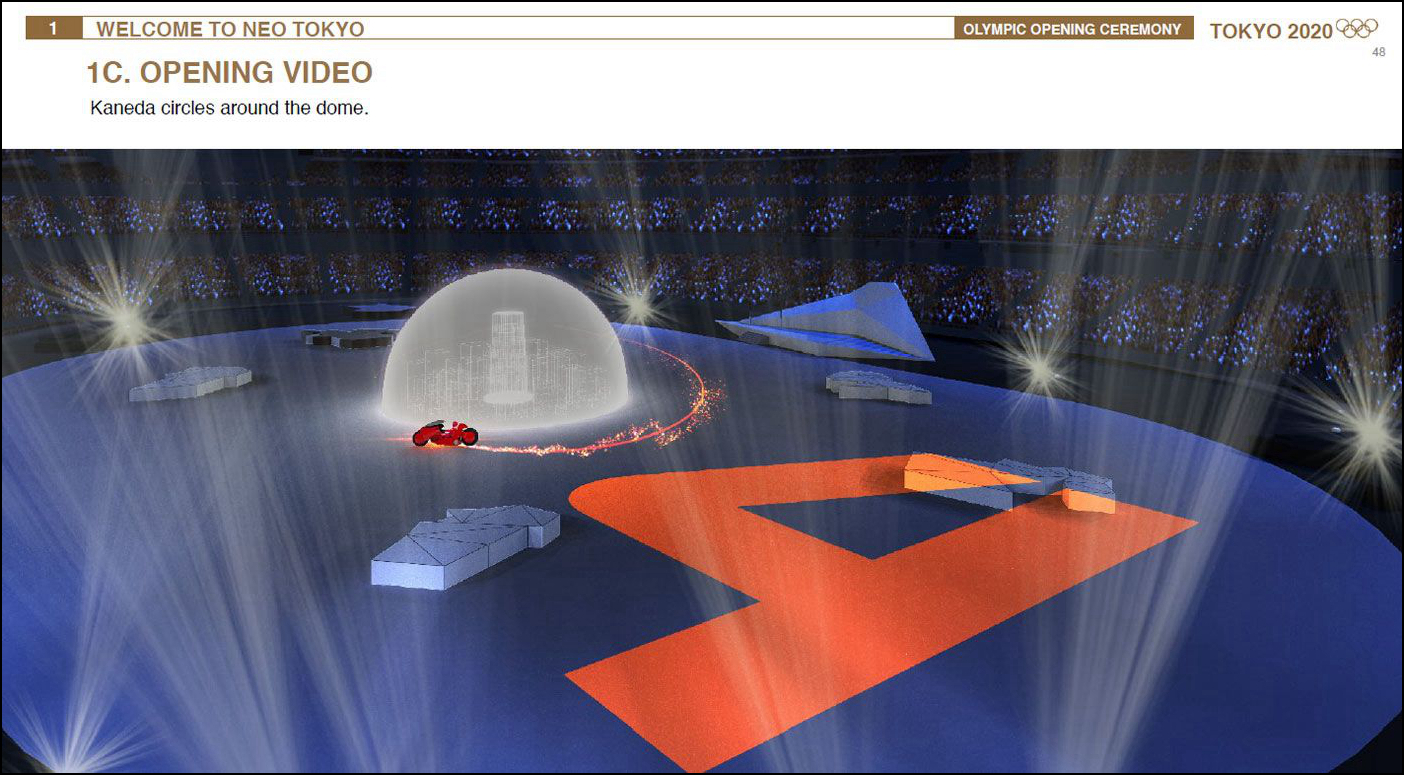 1 WELCOME TO NEO TOKYO OLYMPIC OPENING CEREMONY TOKYO 2020
48
1C. OPENING VIDEO
Kaneda circles around the dome.